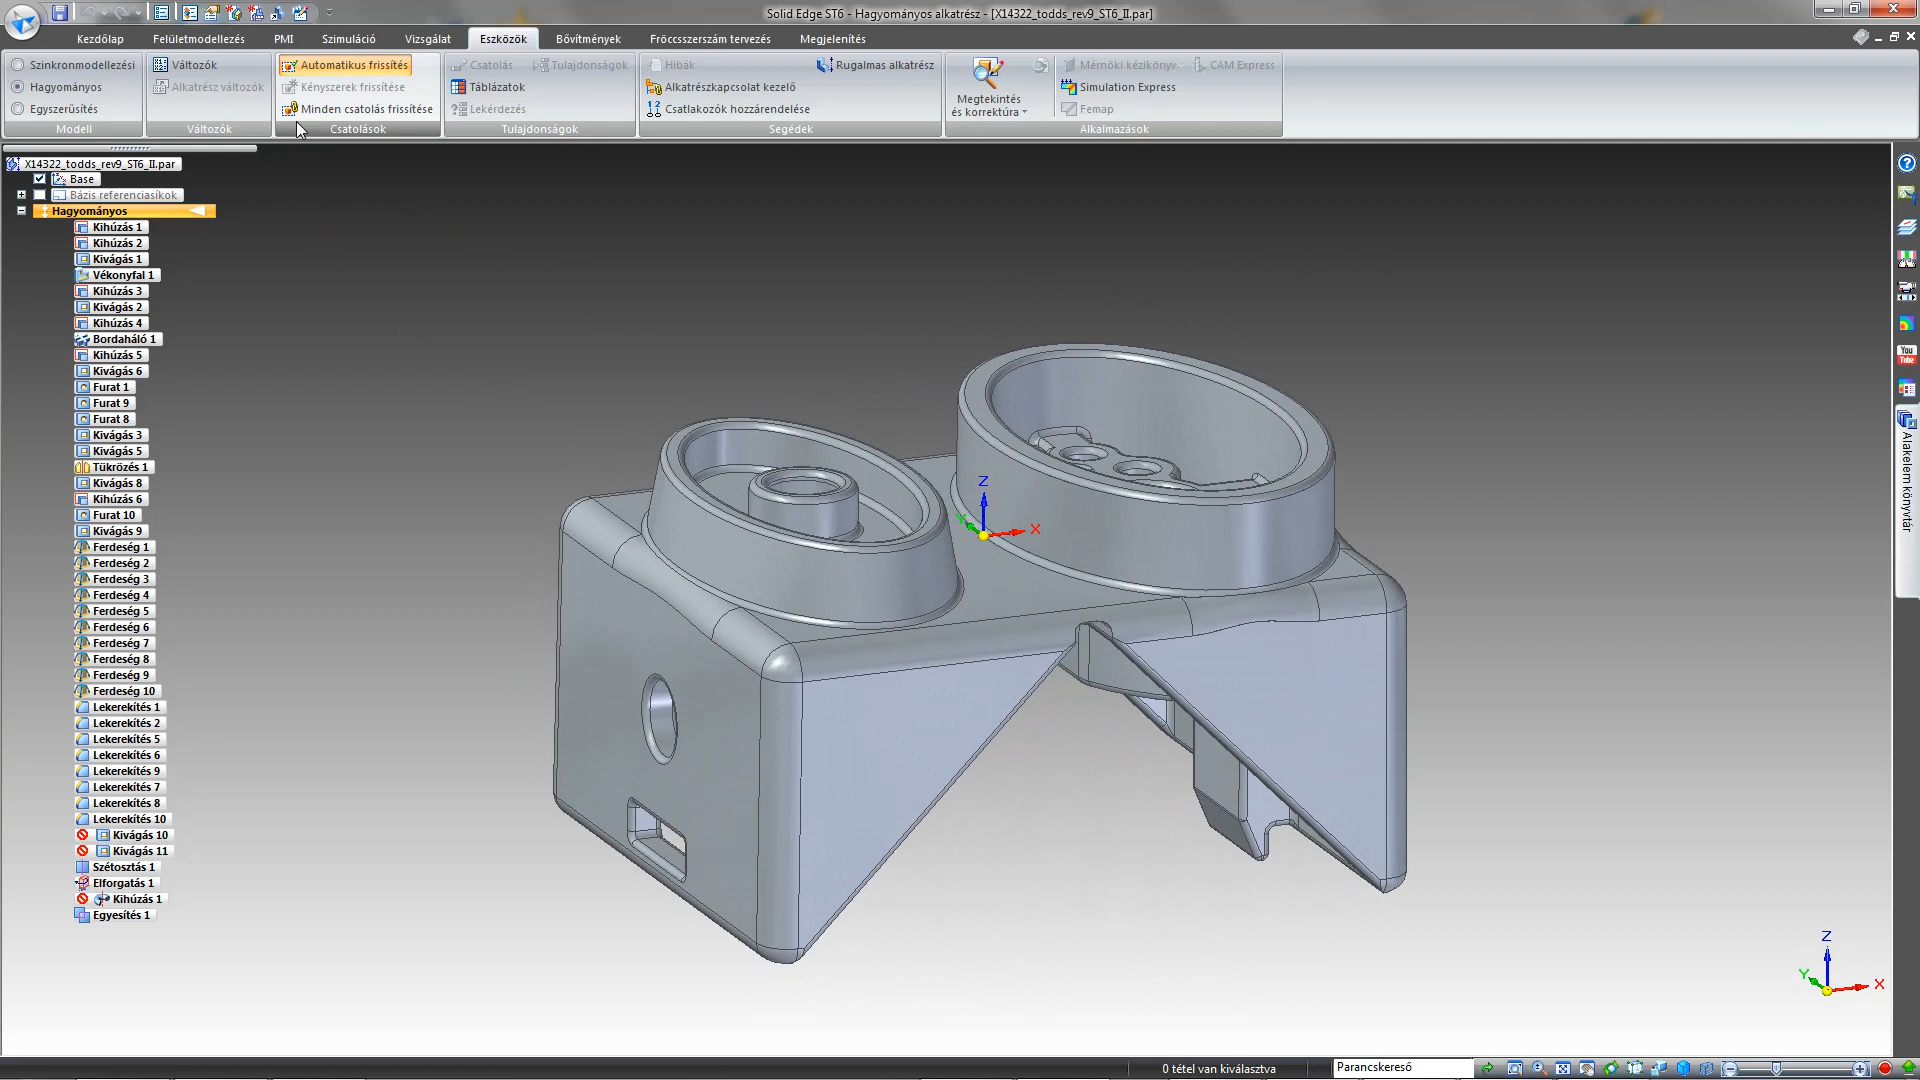 Solid Edge ST6 - Hagyományos alkatrész - [X14322_todds_rev9_ST6_II.par]
Kezdőlap Felületmodellezés PMI Szimuláció Vizsgálat Eszközök Bővítmények Fröccsszerszám tervezés Megjelenítés
Szinkronmodellezési Változók Automatikus frissítés Csatolás Tulajdonságok Hibák Rugalmas alkatrész Mérnöki kézikönyv CAM Express
Hagyományos Alkatrész változók Kényszerek frissítése Táblázatok Alkatrészkapcsolat kezelő Megtekintés Simulation Express
Egyszerűsítés Minden csatolás frissítése Lekérdezés Csatlakozók hozzárendelése és korrektúra Femap
Modell Változók Csatolások Tulajdonságok Segédek Alkalmazások
X14322_todds_rev9_ST6_II.par
Base
Bázis referenciasíkok
Hagyományos
Kihúzás 1
Kihúzás 2
Kivágás 1
Vékonyfal 1
Kihúzás 3
Kivágás 2
Kihúzás 4
Bordaháló 1
Kihúzás 5
Kivágás 6
Furat 1
Furat 9
Furat 8
Kivágás 3
Kivágás 5
Tükrözés 1
Kivágás 8
Kihúzás 6
Furat 10
Kivágás 9
Ferdeség 1
Ferdeség 2
Ferdeség 3
Ferdeség 4
Ferdeség 5
Ferdeség 6
Ferdeség 7
Ferdeség 8
Ferdeség 9
Ferdeség 10
Lekerekítés 1
Lekerekítés 2
Lekerekítés 5
Lekerekítés 6
Lekerekítés 9
Lekerekítés 7
Lekerekítés 8
Lekerekítés 10
Kivágás 10
Kivágás 11
Szétosztás 1
Elforgatás 1
Kihúzás 1
Egyesítés 1
Z
Y
X
Z
Y
X
You
Tube
Alakelem könyvtár
0 tétel van kiválasztva
Parancskereső